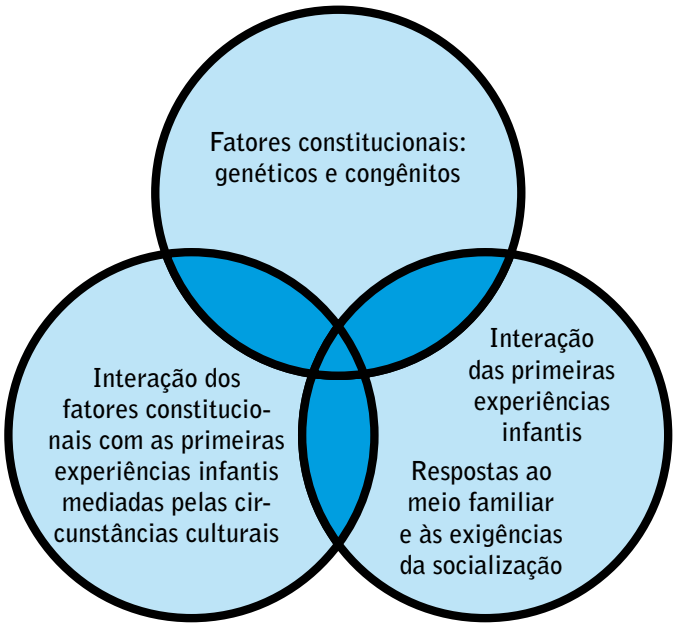 Fatores constitucionais:
genéticos e congênitos
Interação dos
fatores constitucio-
nais com as primeiras
experiências infantis
mediadas pelas cir-
cunstâncias culturais
Interação
das primeiras
experiências
infantis
Respostas ao
meio familiar
e às exigências
da socialização